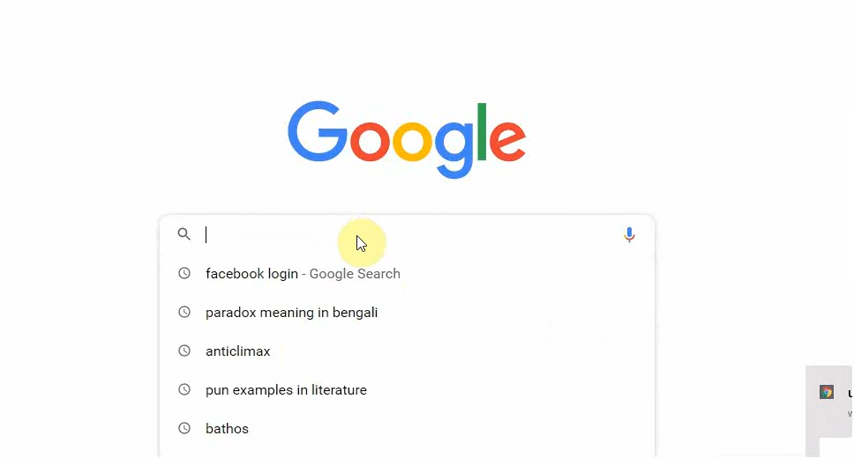 Google
facebook login - Google Search
paradox meaning in bengali
anticlimax
pun examples in literature
bathos